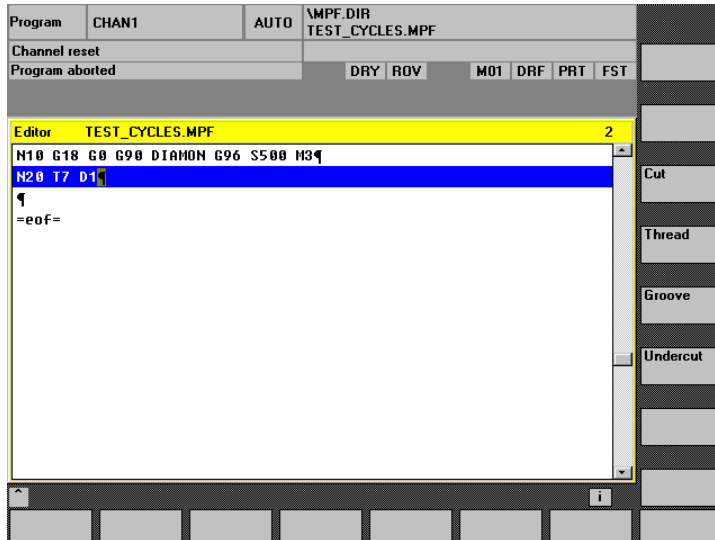 Program CHAN1 AUTO \MPF.DIR
TEST_CYCLES.MPF
Channel reset
Program aborted DRY ROV M01 DRF PRT FST
Editor TEST_CYCLES.MPF 2
N10 G18 G0 G90 DIAMON G96 S500 M3¶
N20 T7 D1¶
¶
=eof=
Cut
Thread
Groove
Undercut
^ i